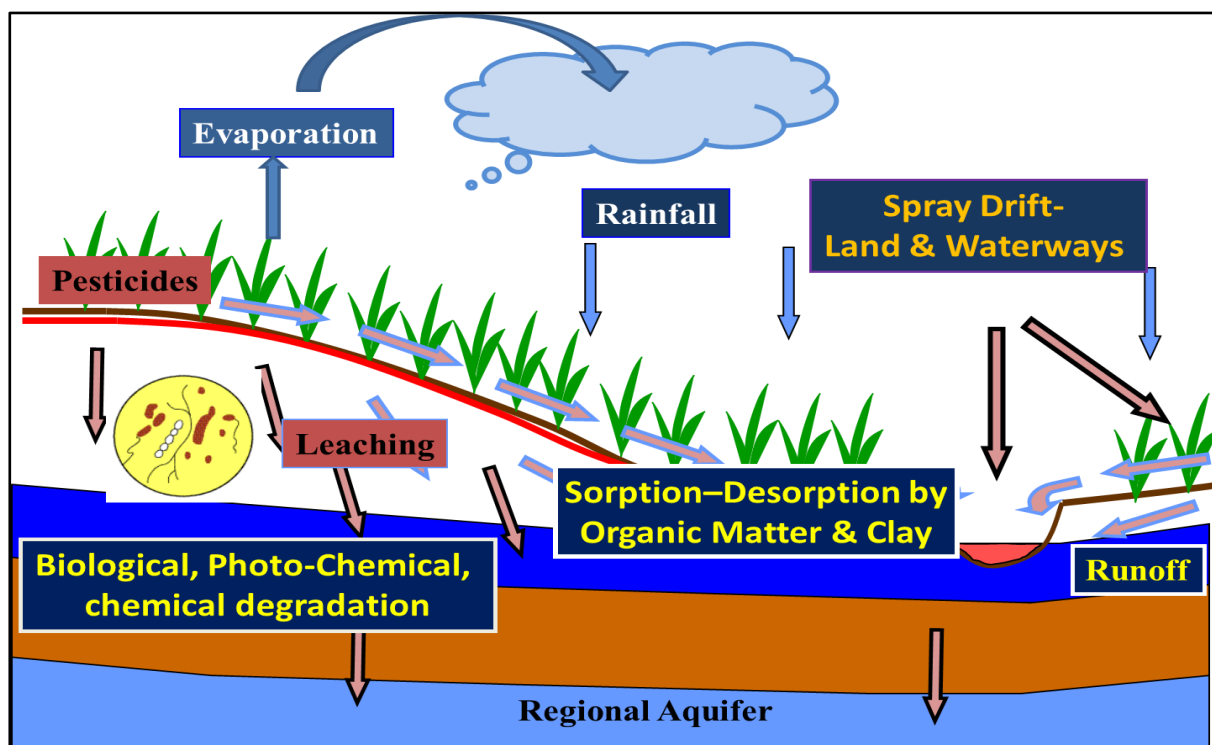 Evaporation
Rainfall
Spray Drift-
Land & Waterways
Pesticides
Leaching
Sorption–Desorption by
Organic Matter & Clay
Biological, Photo-Chemical,
chemical degradation
Runoff
Regional Aquifer